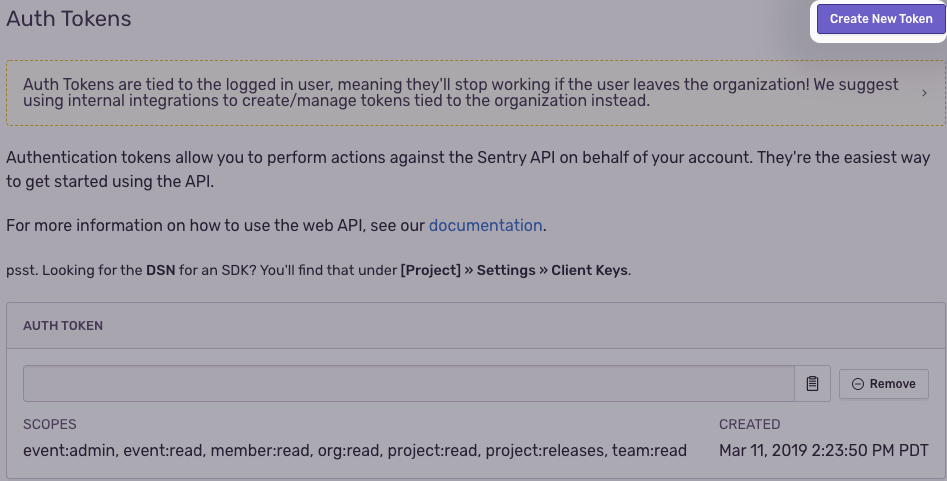 Auth Tokens
Create New Token
Auth Tokens are tied to the logged in user, meaning they'll stop working if the user leaves the organization! We suggest
using internal integrations to create/manage tokens tied to the organization instead.
Authentication tokens allow you to perform actions against the Sentry API on behalf of your account. They're the easiest way
to get started using the API.
For more information on how to use the web API, see our documentation.
psst. Looking for the DSN for an SDK? You'll find that under [Project] » Settings » Client Keys.
AUTH TOKEN
Remove
SCOPES
CREATED
event:admin, event:read, member:read, org:read, project:read, project:releases, team:read
Mar 11, 2019 2:23:50 PM PDT